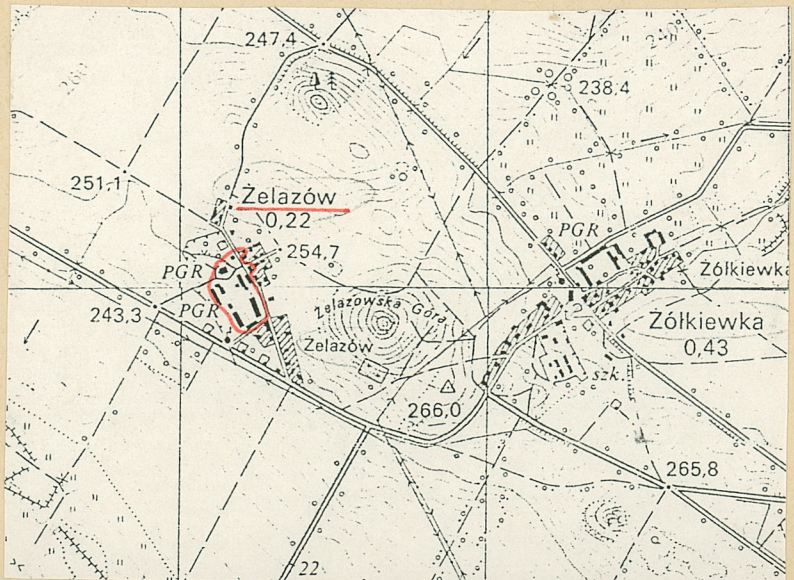 247,4
238,4
251,1
Żelazów
0,22
PGR
254,7
PGR
Żółkiewka
243,3
PGR
Żelazowska Góra
Żółkiewka
0,43
Żelazów
szk.
266,0
265,8
22